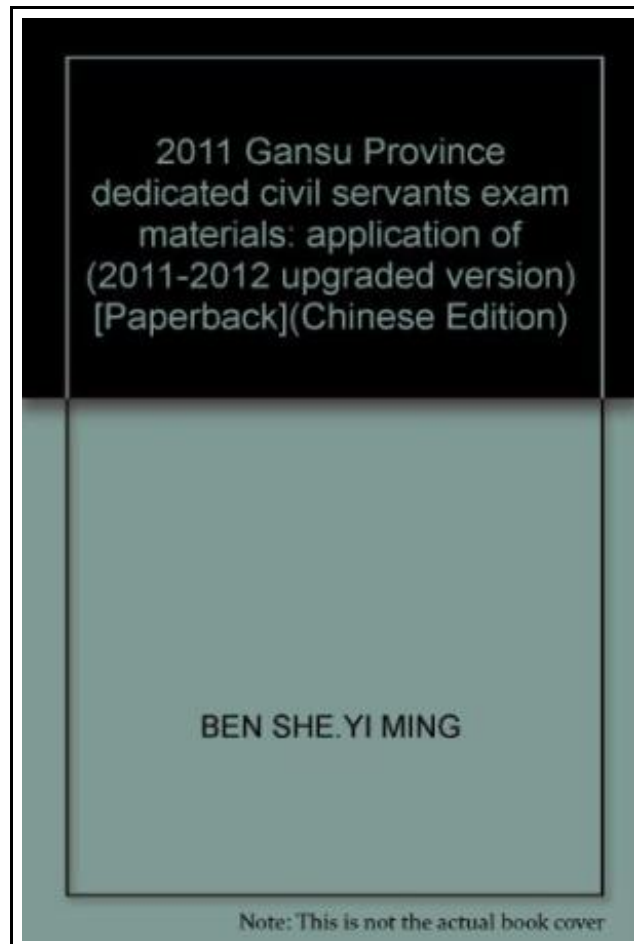 2011 Gansu Province
dedicated civil servants exam
materials: application of
(2011-2012 upgraded version)
[Paperback](Chinese Edition)
BEN SHE.YI MING
Note: This is not the actual book cover